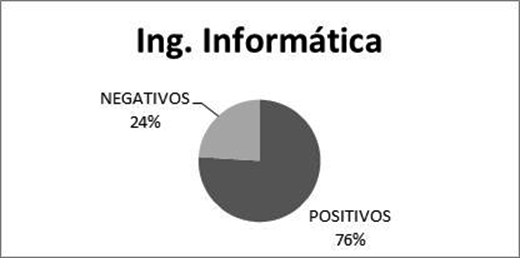 Ing. Informática
NEGATIVOS
24%
POSITIVOS
76%